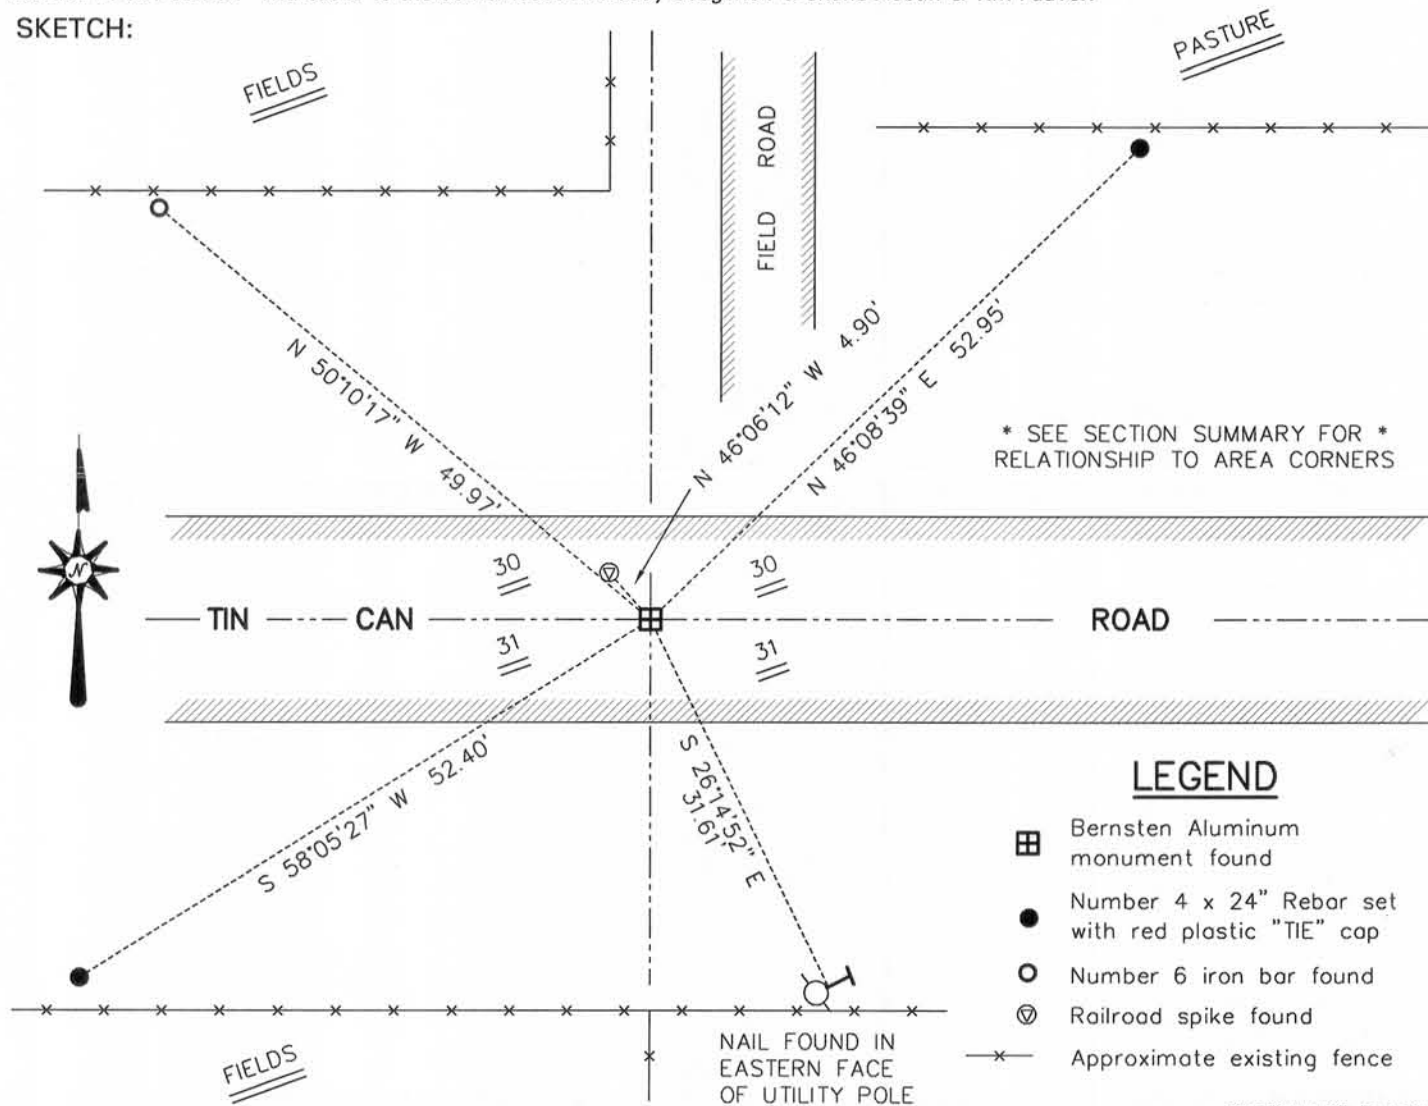 SKETCH:
FIELDS
PASTURE
FIELD ROAD
N 50°10'17" W 49.97'
N 46°06'12" W 4.90'
N 46°08'39" E 52.95'
* SEE SECTION SUMMARY FOR *
RELATIONSHIP TO AREA CORNERS
N
30
30
TIN CAN ROAD
31
31
S 58°05'27" W 52.40'
S 26°14'52" E
31.61'
LEGEND
Bernsten Aluminum
monument found
Number 4 x 24" Rebar set
with red plastic "TIE" cap
Number 6 iron bar found
Railroad spike found
Approximate existing fence
NAIL FOUND IN
EASTERN FACE
OF UTILITY POLE
FIELDS